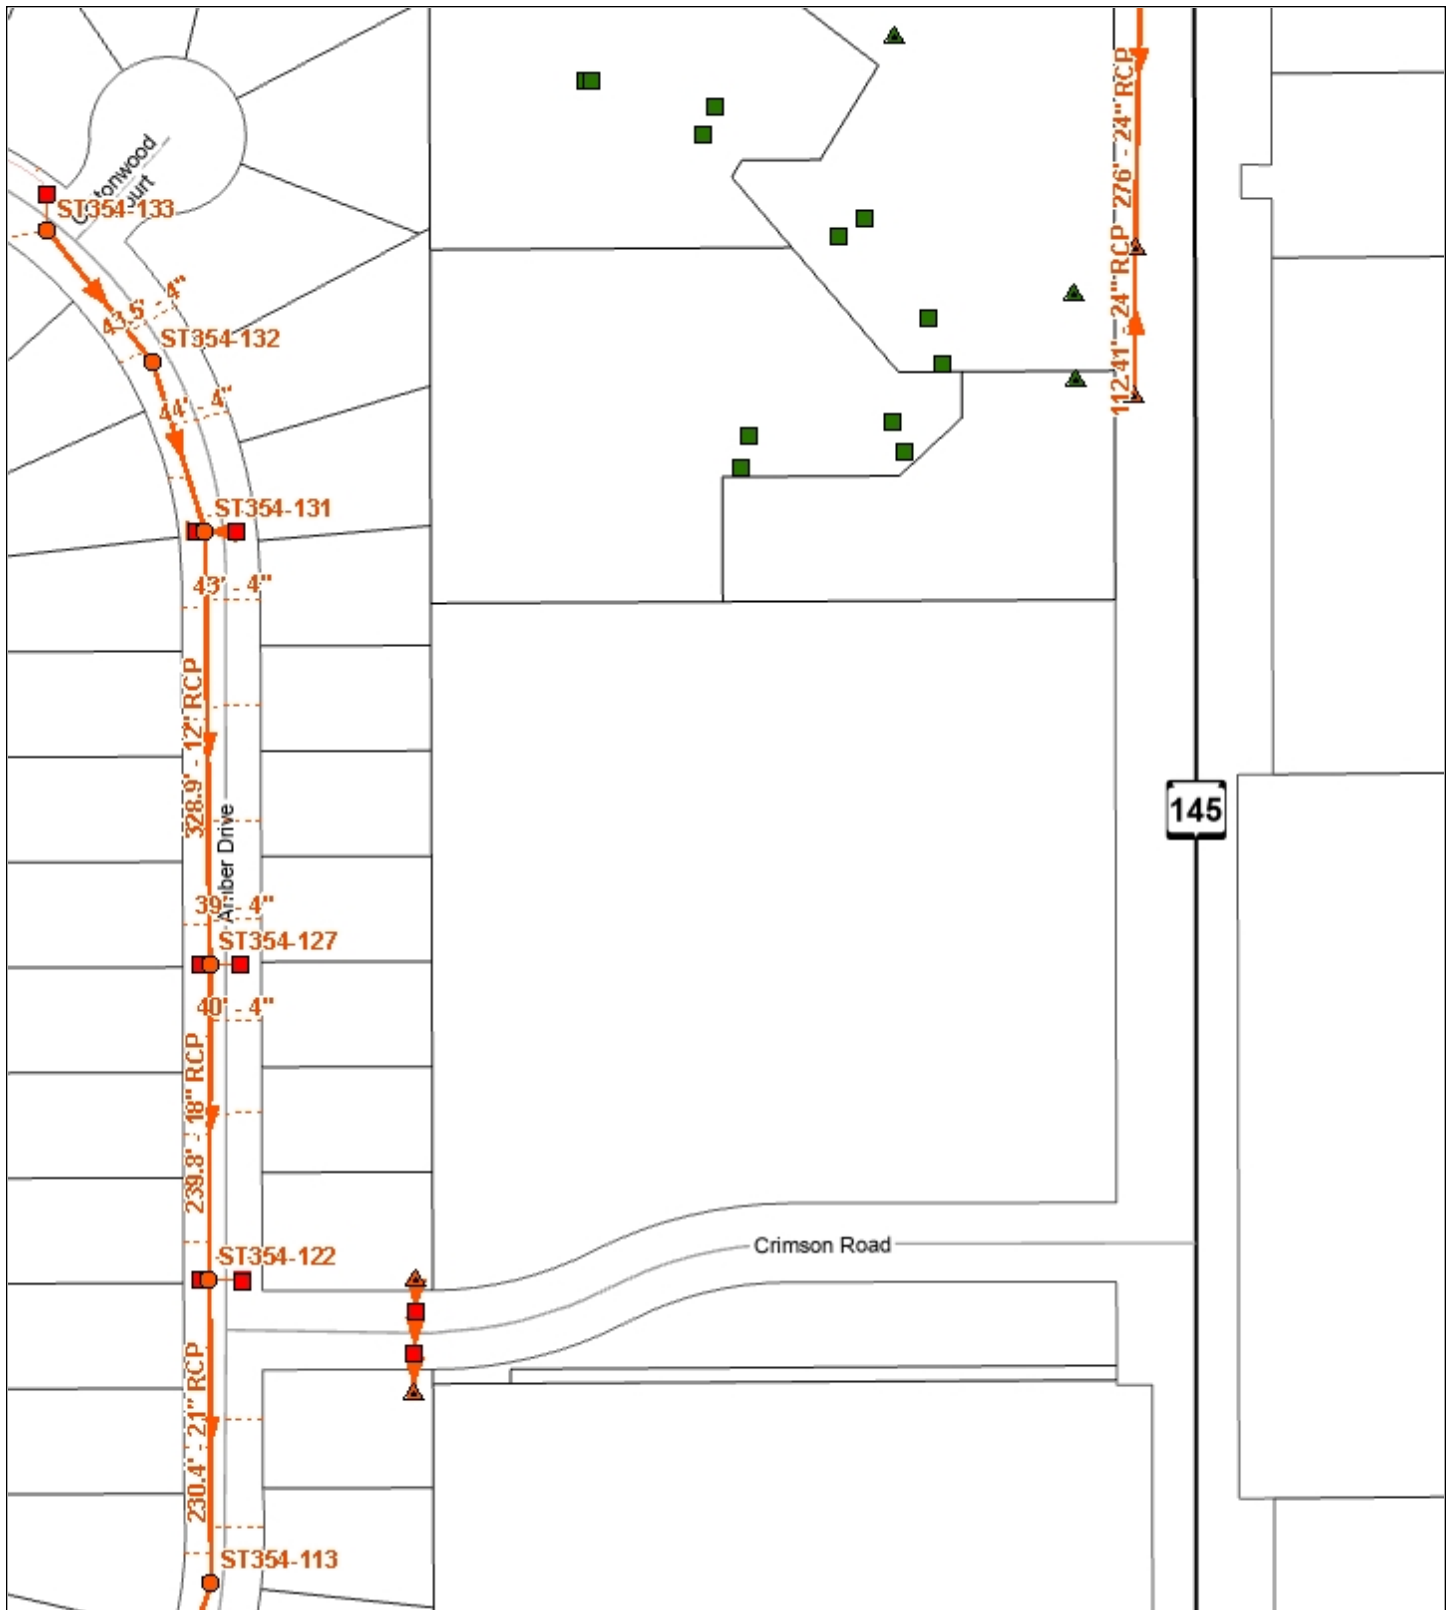 276' - 24" RCP
Court
ST354-133
112.41' - 24" RCP
43.5' - 4"
ST354-132
44' - 4"
ST354-131
43' - 4"
328.9' - 12" RCP
145
Amber Drive
39' - 4"
ST354-127
40' - 4"
239.8' - 18" RCP
Crimson Road
ST354-122
230.4' - 21" RCP
ST354-113